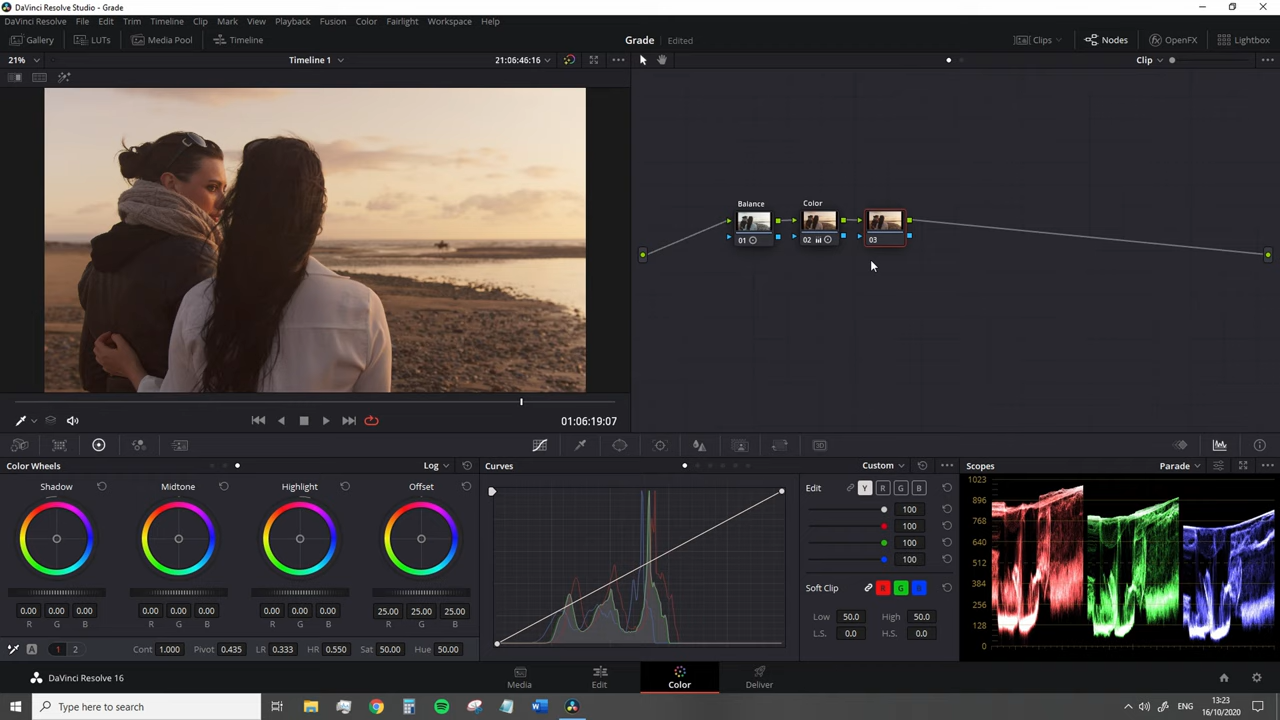 DaVinci Resolve Studio - Grade
DaVinci Resolve File Edit Trim Timeline Clip Mark View Playback Fusion Color Fairlight Workspace Help
Gallery LUTs Media Pool Timeline Grade Edited Clips Nodes OpenFX Lightbox
21% Timeline 1 21:06:46:16 Clip
Balance Color
01 02 03
01:06:19:07
Color Wheels Log Curves Custom Scopes Parade
Shadow Midtone Highlight Offset
Edit Y R G B
100
100
100
100
Soft Clip R G B
Low 50.0 High 50.0
L.S. 0.0 H.S. 0.0
1023
896
768
640
512
384
256
128
0
0.00 0.00 0.00 0.00 0.00 0.00 0.00 0.00 0.00 25.00 25.00 25.00
R G B R G B R G B R G B
A 1 2 Cont 1.000 Pivot 0.435 LR 0.333 HR 0.550 Sat 50.00 Hue 50.00
DaVinci Resolve 16 Media Edit Color Deliver
Type here to search W ENG 13:23
16/10/2020